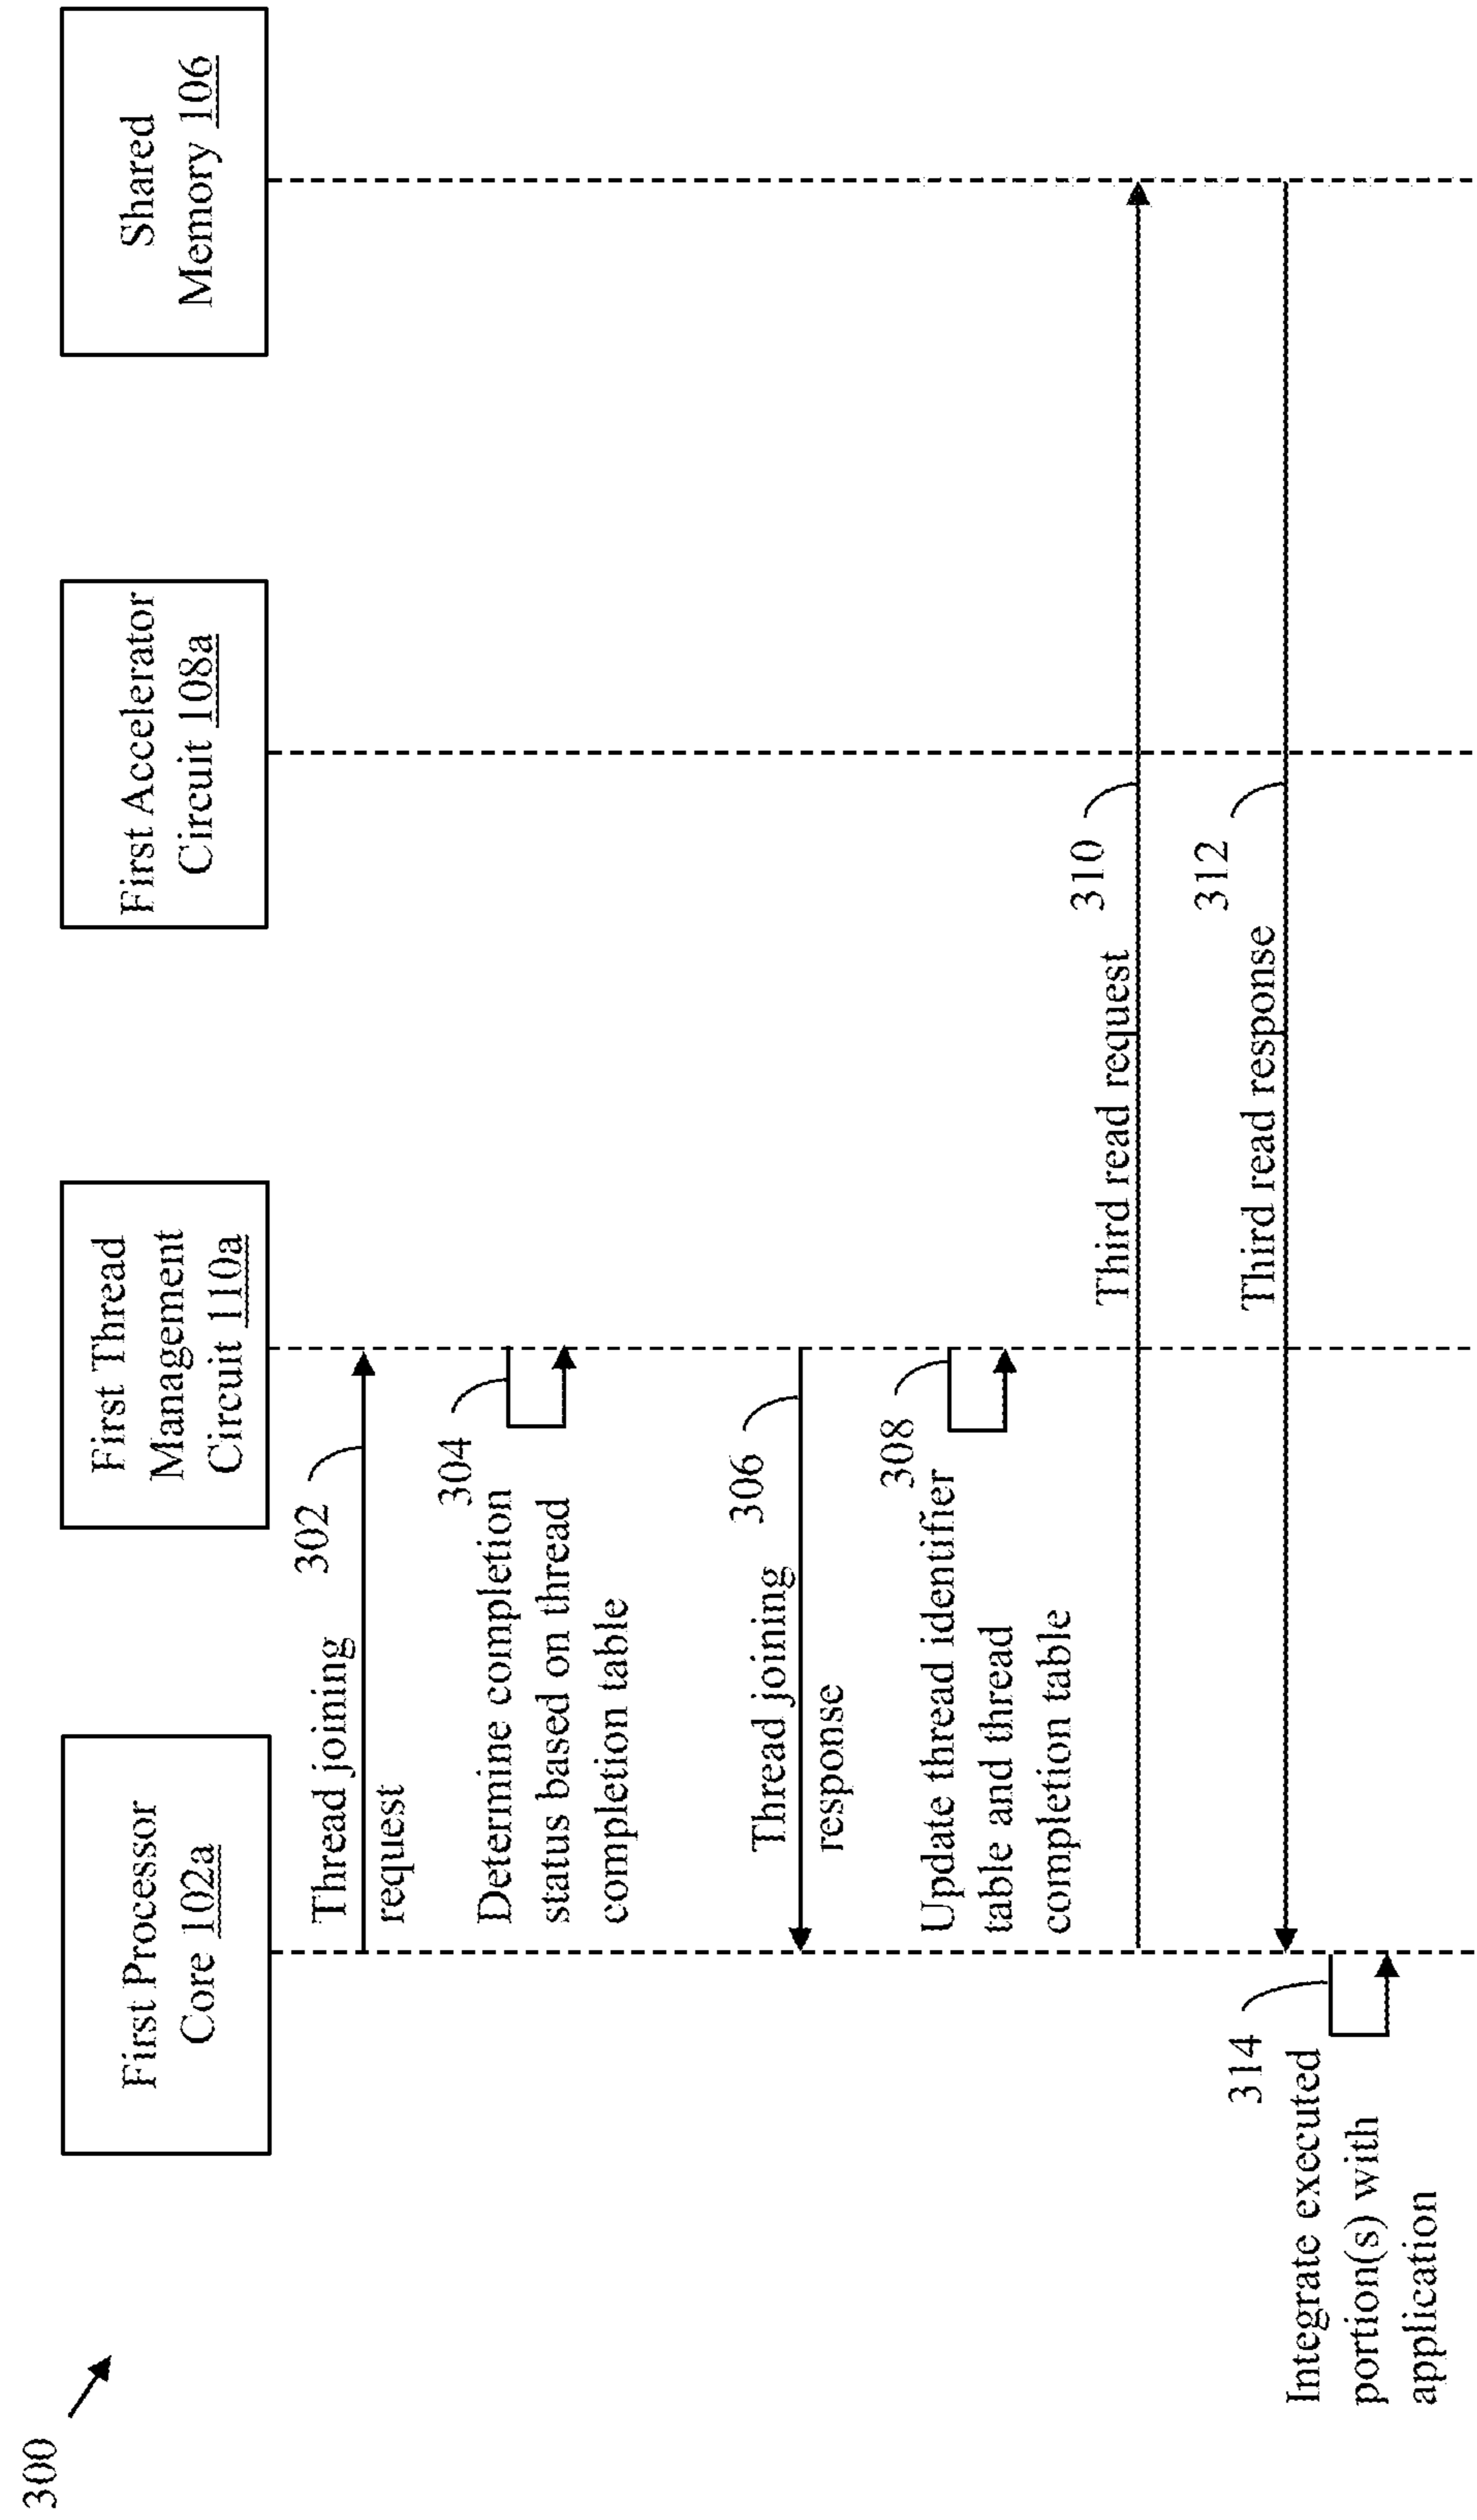 300
First Processor
Core 102a
First Thread
Management
Circuit 110a
First Accelerator
Circuit 108a
Shared
Memory 106
302
Thread joining
request
304
Determine completion
status based on thread
completion table
306
Thread joining
response
308
Update thread identifier
table and thread
completion table
310
Third read request
312
Third read response
314
Integrate executed
portion(s) with
application